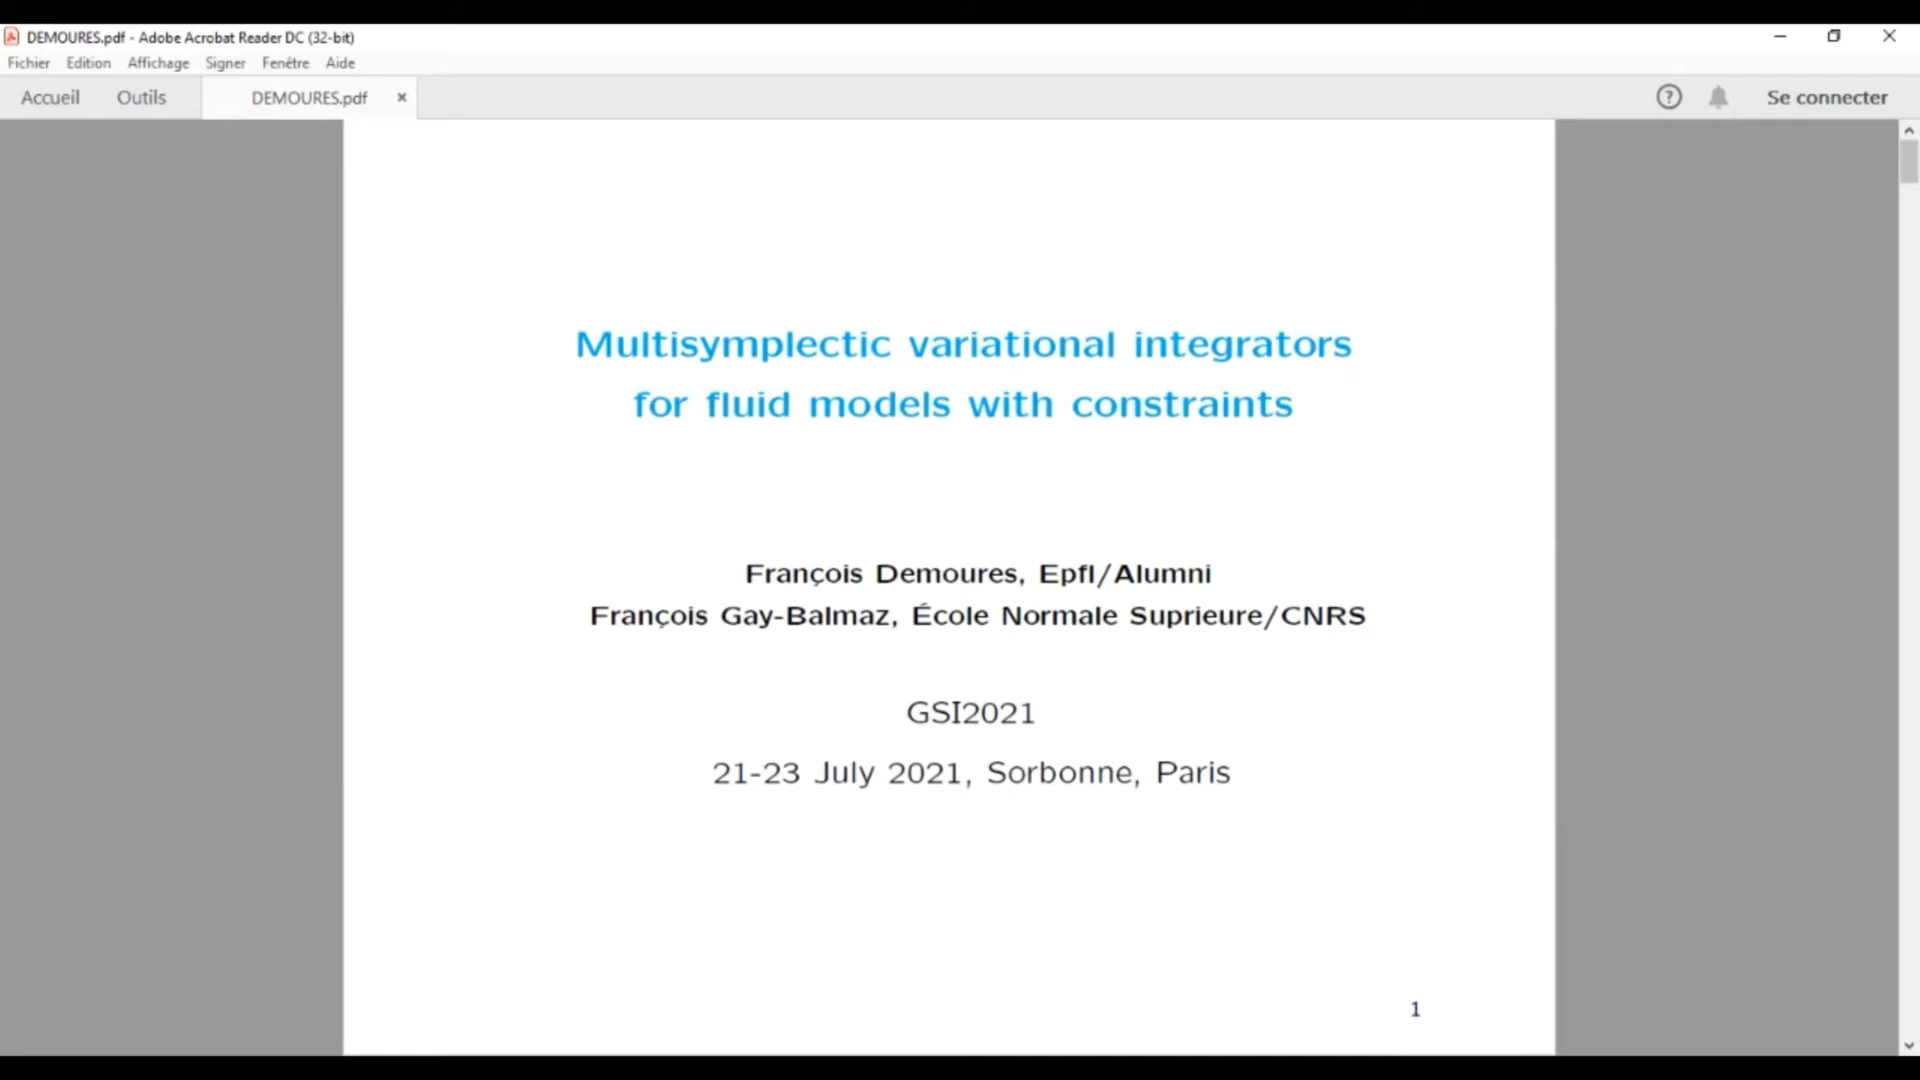 DEMOURES.pdf - Adobe Acrobat Reader DC (32-bit)
Fichier Edition Affichage Signer Fenêtre Aide
Accueil Outils DEMOURES.pdf × Se connecter
Multisymplectic variational integrators
for fluid models with constraints
François Demoures, Epfl/Alumni
François Gay-Balmaz, École Normale Suprieure/CNRS
GSI2021
21-23 July 2021, Sorbonne, Paris
1